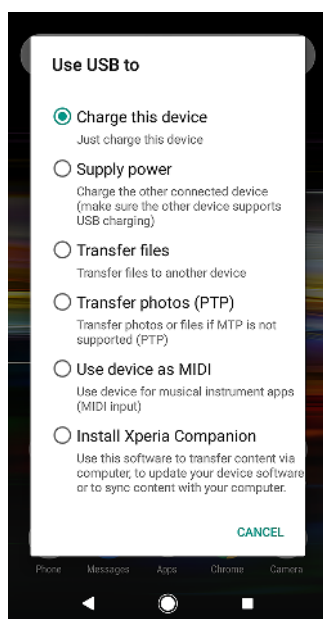 Use USB to
Charge this device
Just charge this device
Supply power
Charge the other connected device
(make sure the other device supports
USB charging)
Transfer files
Transfer files to another device
Transfer photos (PTP)
Transfer photos or files if MTP is not
supported (PTP)
Use device as MIDI
Use device for musical instrument apps
(MIDI input)
Install Xperia Companion
Use this software to transfer content via
computer, to update your device software
or to sync content with your computer.
CANCEL
Phone Messages Apps Chrome Camera